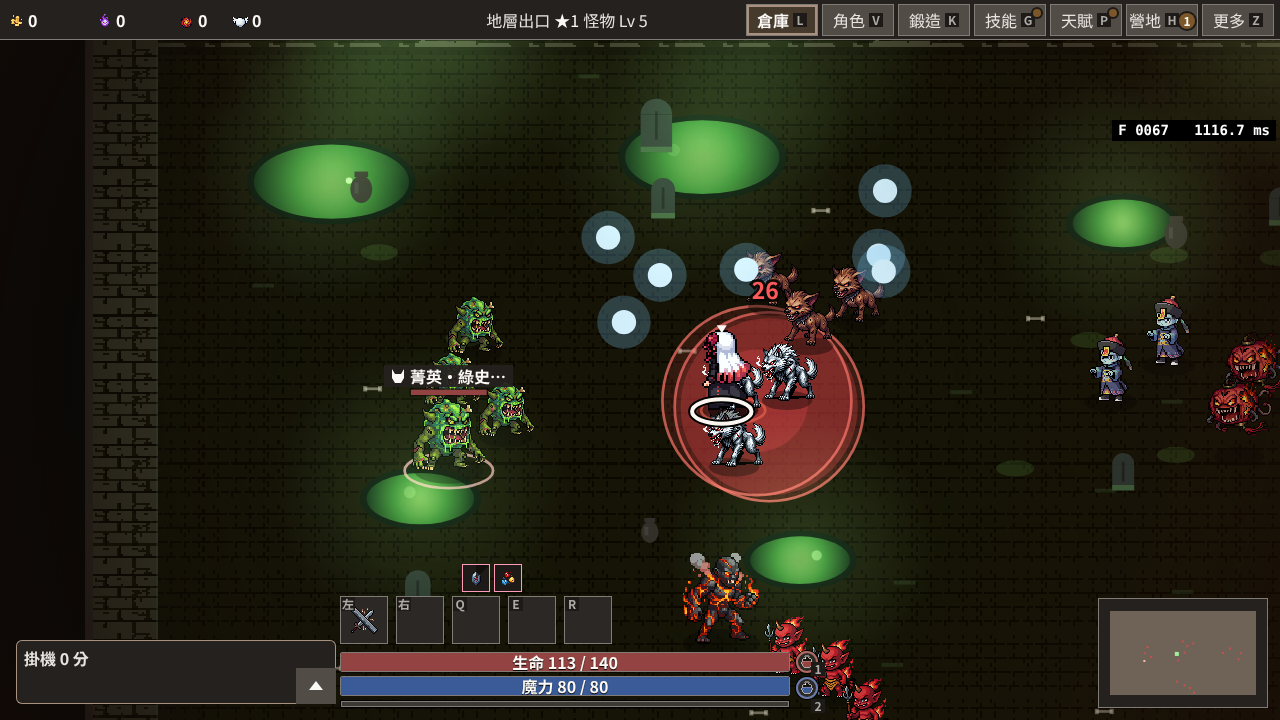 0
0
0
0
地層出口 ★1 怪物 Lv 5
倉庫 L
角色 V
鍛造 K
技能 G
天賦 P
營地 H 1
更多 Z
F 0067 1116.7 ms
26
菁英・綠史…
左
右
Q
E
R
掛機 0 分
生命 113 / 140
1
魔力 80 / 80
2